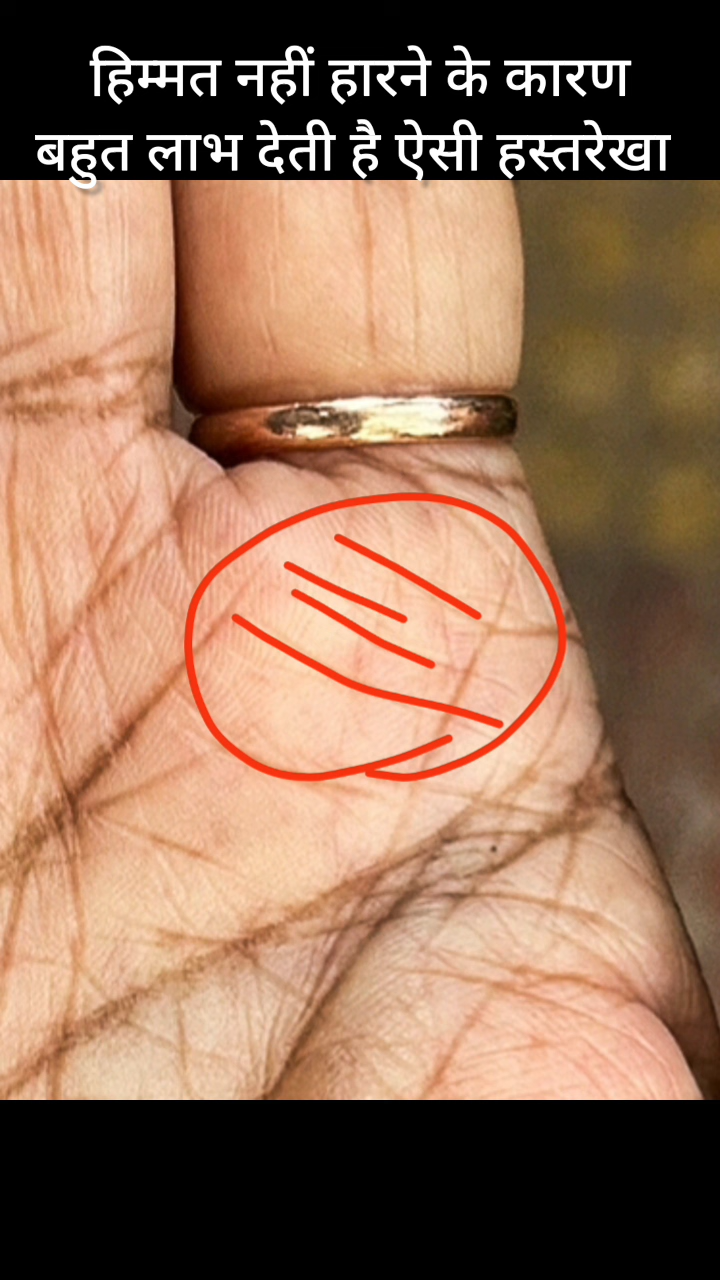 हिम्मत नहीं हारने के कारण
बहुत लाभ देती है ऐसी हस्तरेखा